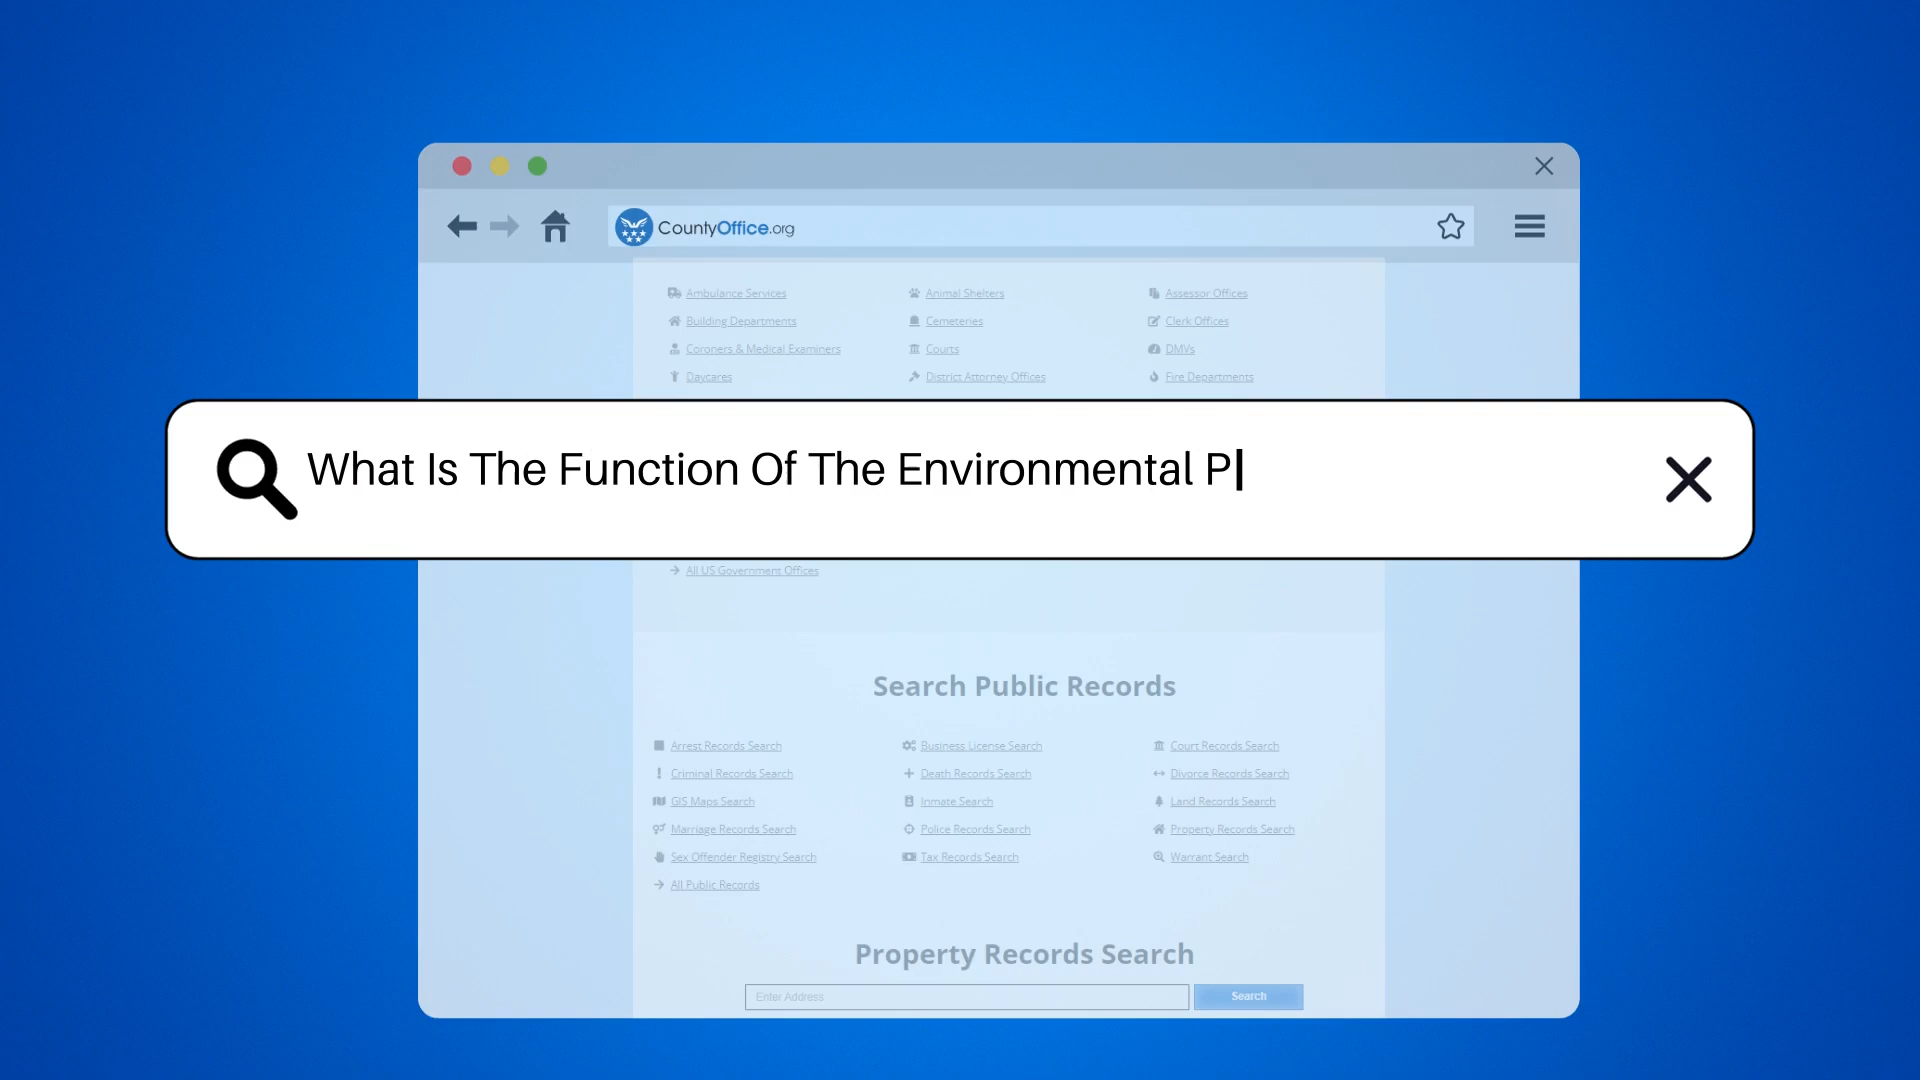 CountyOffice.org
Ambulance Services Animal Shelters Assessor Offices
Building Departments Cemeteries Clerk Offices
Coroners & Medical Examiners Courts DMVs
Daycares District Attorney Offices Fire Departments
What Is The Function Of The Environmental P
All US Government Offices
Search Public Records
Arrest Records Search Business License Search Court Records Search
Criminal Records Search Death Records Search Divorce Records Search
GIS Maps Search Inmate Search Land Records Search
Marriage Records Search Police Records Search Property Records Search
Sex Offender Registry Search Tax Records Search Warrant Search
All Public Records
Property Records Search
Enter Address Search